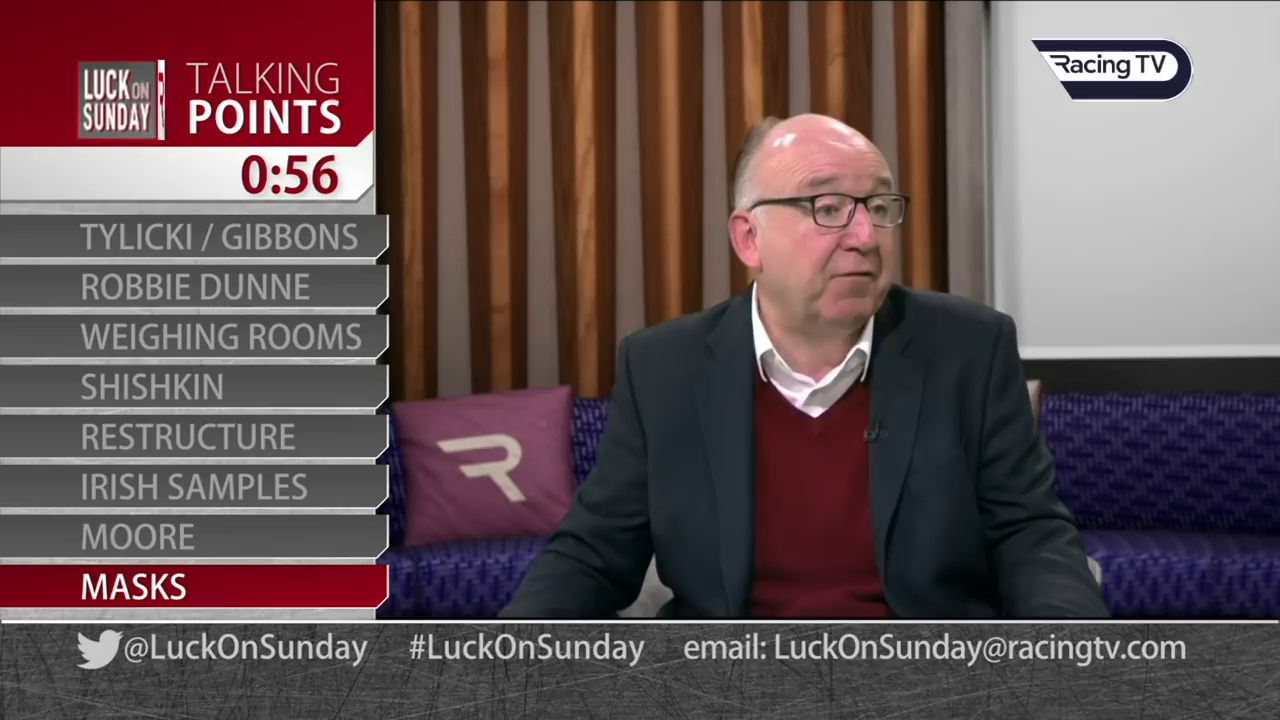 LUCK ON
SUNDAY
TALKING
POINTS
0:56
TYLICKI / GIBBONS
ROBBIE DUNNE
WEIGHING ROOMS
SHISHKIN
RESTRUCTURE
IRISH SAMPLES
MOORE
MASKS
Racing TV
R
@LuckOnSunday #LuckOnSunday email: LuckOnSunday@racingtv.com